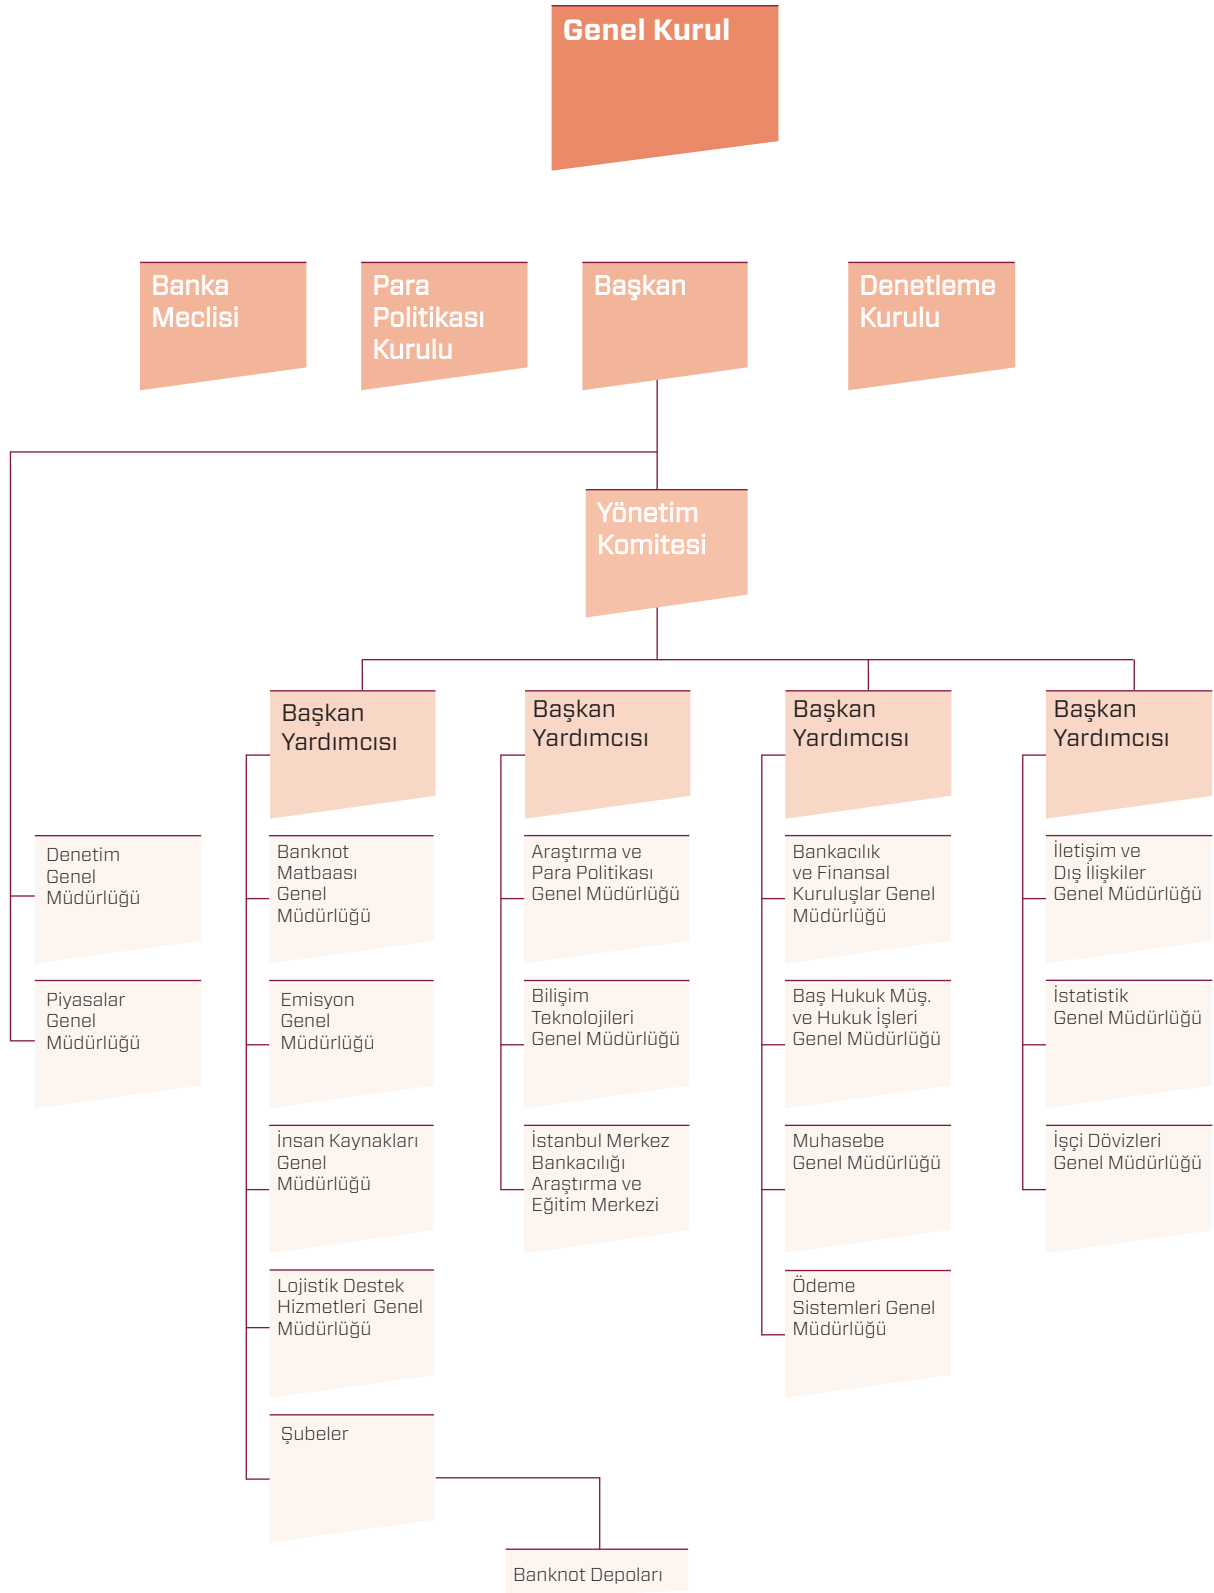 Genel Kurul
Banka
Meclisi
Para
Politikası
Kurulu
Başkan
Denetleme
Kurulu
Yönetim
Komitesi
Başkan
Yardımcısı
Başkan
Yardımcısı
Başkan
Yardımcısı
Başkan
Yardımcısı
Denetim
Genel
Müdürlüğü
Piyasalar
Genel
Müdürlüğü
Banknot
Matbaası
Genel
Müdürlüğü
Emisyon
Genel
Müdürlüğü
İnsan Kaynakları
Genel
Müdürlüğü
Lojistik Destek
Hizmetleri Genel
Müdürlüğü
Şubeler
Banknot Depoları
Araştırma ve
Para Politikası
Genel Müdürlüğü
Bilişim
Teknolojileri
Genel Müdürlüğü
İstanbul Merkez
Bankacılığı
Araştırma ve
Eğitim Merkezi
Bankacılık
ve Finansal
Kuruluşlar Genel
Müdürlüğü
Baş Hukuk Müş.
ve Hukuk İşleri
Genel Müdürlüğü
Muhasebe
Genel Müdürlüğü
Ödeme
Sistemleri Genel
Müdürlüğü
İletişim ve
Dış İlişkiler
Genel Müdürlüğü
İstatistik
Genel Müdürlüğü
İşçi Dövizleri
Genel Müdürlüğü